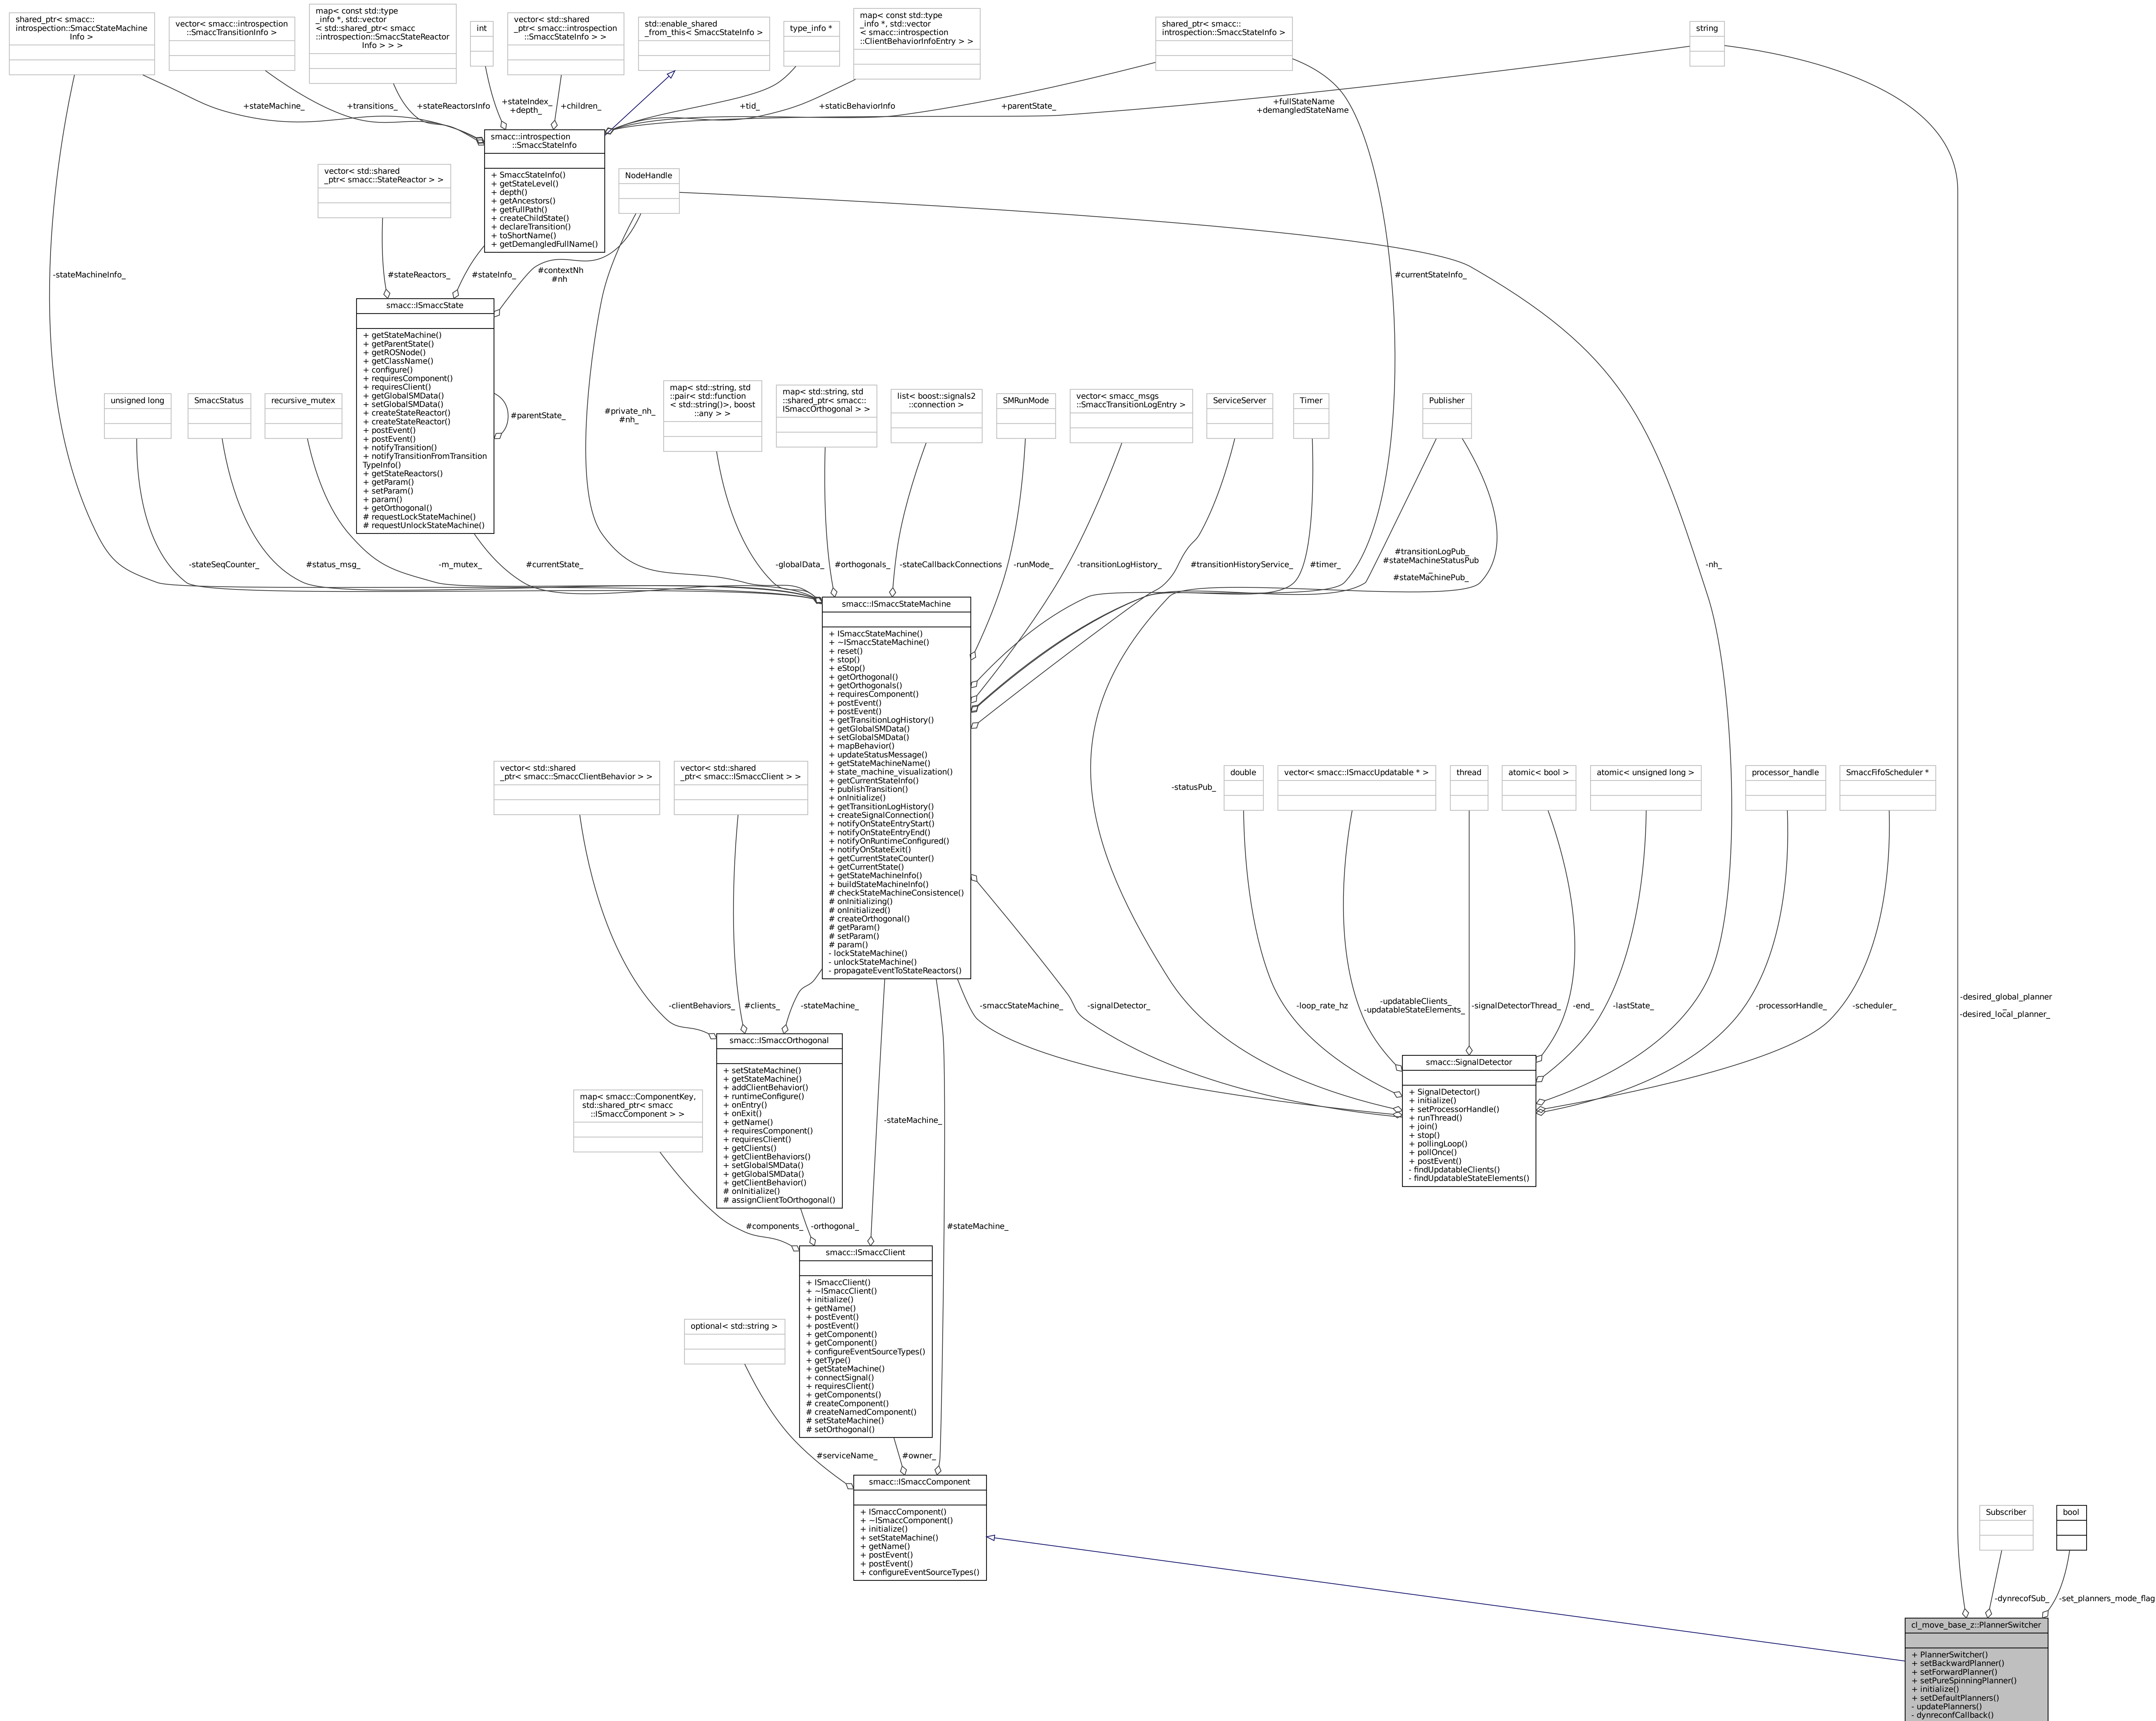 shared_ptr< smacc::
introspection::SmaccStateMachine
Info >
vector< smacc::introspection
::SmaccTransitionInfo >
map< const std::type
_info *, std::vector
< std::shared_ptr< smacc
::introspection::SmaccStateReactor
Info > > >
int
vector< std::shared
_ptr< smacc::introspection
::SmaccStateInfo > >
std::enable_shared
_from_this< SmaccStateInfo >
type_info *
map< const std::type
_info *, std::vector
< smacc::introspection
::ClientBehaviorInfoEntry > >
shared_ptr< smacc::
introspection::SmaccStateInfo >
string
+stateMachine_
+transitions_
+stateReactorsInfo
+stateIndex_
+depth_
+children_
+tid_
+staticBehaviorInfo
+parentState_
+fullStateName
+demangledStateName
smacc::introspection
::SmaccStateInfo
+ SmaccStateInfo()
+ getStateLevel()
+ depth()
+ getAncestors()
+ getFullPath()
+ createChildState()
+ declareTransition()
+ toShortName()
+ getDemangledFullName()
vector< std::shared
_ptr< smacc::StateReactor > >
NodeHandle
-stateMachineInfo_
#stateReactors_
#stateInfo_
#contextNh
#nh
#currentStateInfo_
smacc::ISmaccState
+ getStateMachine()
+ getParentState()
+ getROSNode()
+ getClassName()
+ configure()
+ requiresComponent()
+ requiresClient()
+ getGlobalSMData()
+ setGlobalSMData()
+ createStateReactor()
+ createStateReactor()
+ postEvent()
+ postEvent()
+ notifyTransition()
+ notifyTransitionFromTransition
TypeInfo()
+ getStateReactors()
+ getParam()
+ setParam()
+ param()
+ getOrthogonal()
# requestLockStateMachine()
# requestUnlockStateMachine()
#parentState_
#private_nh_
#nh_
unsigned long
SmaccStatus
recursive_mutex
map< std::string, std
::pair< std::function
< std::string()>, boost
::any > >
map< std::string, std
::shared_ptr< smacc::
ISmaccOrthogonal > >
list< boost::signals2
::connection >
SMRunMode
vector< smacc_msgs
::SmaccTransitionLogEntry >
ServiceServer
Timer
Publisher
-stateSeqCounter_
#status_msg_
-m_mutex_
#currentState_
-globalData_
#orthogonals_
-stateCallbackConnections
-runMode_
-transitionLogHistory_
#transitionHistoryService_
#timer_
#transitionLogPub_
#stateMachineStatusPub
_
#stateMachinePub_
-nh_
smacc::ISmaccStateMachine
+ ISmaccStateMachine()
+ ~ISmaccStateMachine()
+ reset()
+ stop()
+ eStop()
+ getOrthogonal()
+ getOrthogonals()
+ requiresComponent()
+ postEvent()
+ postEvent()
+ getTransitionLogHistory()
+ getGlobalSMData()
+ setGlobalSMData()
+ mapBehavior()
+ updateStatusMessage()
+ getStateMachineName()
+ state_machine_visualization()
+ getCurrentStateInfo()
+ publishTransition()
+ onInitialize()
+ getTransitionLogHistory()
+ createSignalConnection()
+ notifyOnStateEntryStart()
+ notifyOnStateEntryEnd()
+ notifyOnRuntimeConfigured()
+ notifyOnStateExit()
+ getCurrentStateCounter()
+ getCurrentState()
+ getStateMachineInfo()
+ buildStateMachineInfo()
# checkStateMachineConsistence()
# onInitializing()
# onInitialized()
# createOrthogonal()
# getParam()
# setParam()
# param()
- lockStateMachine()
- unlockStateMachine()
- propagateEventToStateReactors()
vector< std::shared
_ptr< smacc::SmaccClientBehavior > >
vector< std::shared
_ptr< smacc::ISmaccClient > >
-statusPub_
double
vector< smacc::ISmaccUpdatable * >
thread
atomic< bool >
atomic< unsigned long >
processor_handle
SmaccFifoScheduler *
-clientBehaviors_
#clients_
-stateMachine_
-smaccStateMachine_
-signalDetector_
-loop_rate_hz
-updatableClients_
-updatableStateElements_
-signalDetectorThread_
-end_
-lastState_
-processorHandle_
-scheduler_
-desired_global_planner
_
-desired_local_planner_
smacc::ISmaccOrthogonal
+ setStateMachine()
+ getStateMachine()
+ addClientBehavior()
+ runtimeConfigure()
+ onEntry()
+ onExit()
+ getName()
+ requiresComponent()
+ requiresClient()
+ getClients()
+ getClientBehaviors()
+ setGlobalSMData()
+ getGlobalSMData()
+ getClientBehavior()
# onInitialize()
# assignClientToOrthogonal()
smacc::SignalDetector
+ SignalDetector()
+ initialize()
+ setProcessorHandle()
+ runThread()
+ join()
+ stop()
+ pollingLoop()
+ pollOnce()
+ postEvent()
- findUpdatableClients()
- findUpdatableStateElements()
map< smacc::ComponentKey,
std::shared_ptr< smacc
::ISmaccComponent > >
-stateMachine_
#components_
-orthogonal_
#stateMachine_
smacc::ISmaccClient
+ ISmaccClient()
+ ~ISmaccClient()
+ initialize()
+ getName()
+ postEvent()
+ postEvent()
+ getComponent()
+ getComponent()
+ configureEventSourceTypes()
+ getType()
+ getStateMachine()
+ connectSignal()
+ requiresClient()
+ getComponents()
# createComponent()
# createNamedComponent()
# setStateMachine()
# setOrthogonal()
optional< std::string >
#serviceName_
#owner_
smacc::ISmaccComponent
+ ISmaccComponent()
+ ~ISmaccComponent()
+ initialize()
+ setStateMachine()
+ getName()
+ postEvent()
+ postEvent()
+ configureEventSourceTypes()
Subscriber
bool
-dynrecofSub_
-set_planners_mode_flag
cl_move_base_z::PlannerSwitcher
+ PlannerSwitcher()
+ setBackwardPlanner()
+ setForwardPlanner()
+ setPureSpinningPlanner()
+ initialize()
+ setDefaultPlanners()
- updatePlanners()
- dynreconfCallback()